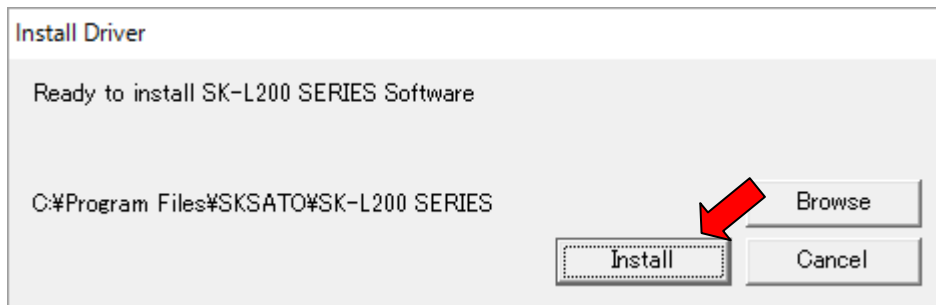 Install Driver
Ready to install SK-L200 SERIES Software
C:¥Program Files¥SKSATO¥SK-L200 SERIES
Browse
Install
Cancel